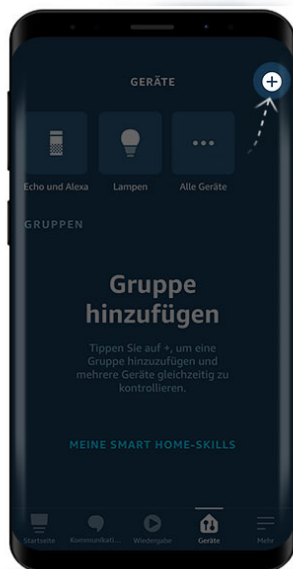 GERÄTE
Echo und Alexa
Lampen
Alle Geräte
GRUPPEN
Gruppe
hinzufügen
Tippen Sie auf +, um eine
Gruppe hinzuzufügen und
mehrere Geräte gleichzeitig zu
kontrollieren.
MEINE SMART HOME-SKILLS
Startseite
Kommunikati...
Wiedergabe
Geräte
Mehr